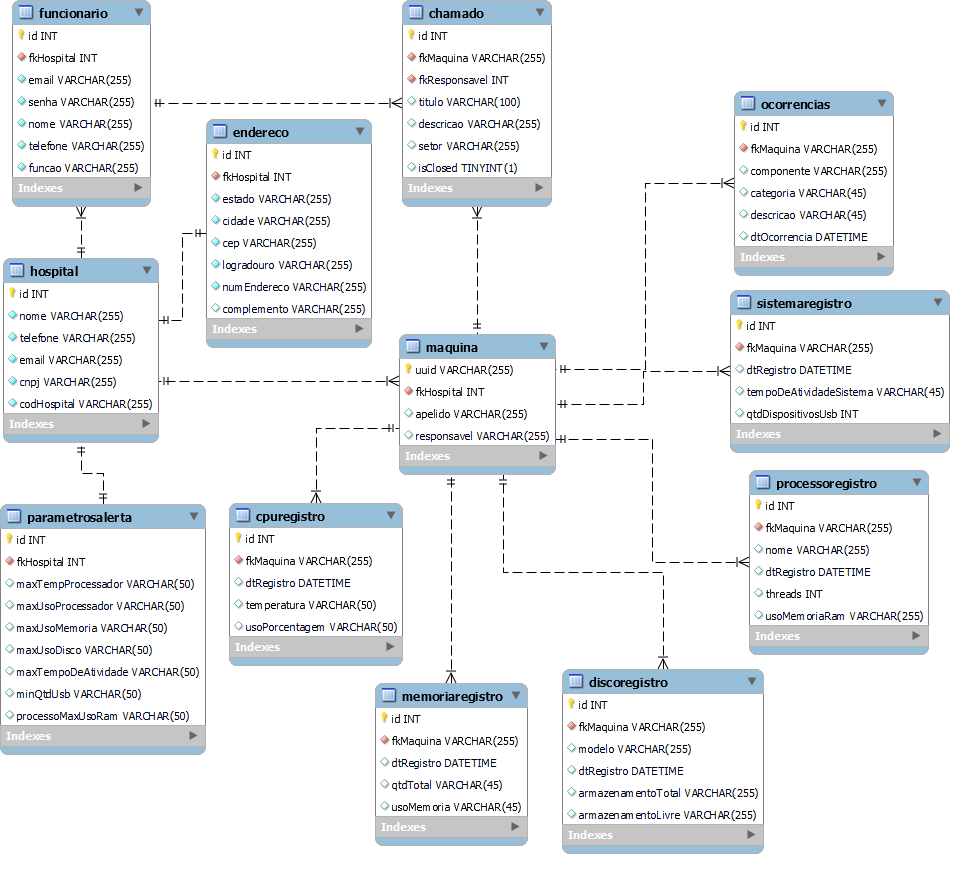 funcionario
id INT
fkHospital INT
email VARCHAR(255)
senha VARCHAR(255)
nome VARCHAR(255)
telefone VARCHAR(255)
funcao VARCHAR(255)
Indexes
chamado
id INT
fkMaquina VARCHAR(255)
fkResponsavel INT
titulo VARCHAR(100)
descricao VARCHAR(255)
setor VARCHAR(255)
isClosed TINYINT(1)
Indexes
ocorrencias
id INT
fkMaquina VARCHAR(255)
componente VARCHAR(255)
categoria VARCHAR(45)
descricao VARCHAR(45)
dtOcorrencia DATETIME
Indexes
endereco
id INT
fkHospital INT
estado VARCHAR(255)
cidade VARCHAR(255)
cep VARCHAR(255)
logradouro VARCHAR(255)
numEndereco VARCHAR(255)
complemento VARCHAR(255)
Indexes
hospital
id INT
nome VARCHAR(255)
telefone VARCHAR(255)
email VARCHAR(255)
cnpj VARCHAR(255)
codHospital VARCHAR(255)
Indexes
maquina
uuid VARCHAR(255)
fkHospital INT
apelido VARCHAR(255)
responsavel VARCHAR(255)
Indexes
sistemaregistro
id INT
fkMaquina VARCHAR(255)
dtRegistro DATETIME
tempoDeAtividadeSistema VARCHAR(45)
qtdDispositivosUsb INT
Indexes
parametrosalerta
id INT
fkHospital INT
maxTempProcessador VARCHAR(50)
maxUsoProcessador VARCHAR(50)
maxUsoMemoria VARCHAR(50)
maxUsoDisco VARCHAR(50)
maxTempoDeAtividade VARCHAR(50)
minQtdUsb VARCHAR(50)
processoMaxUsoRam VARCHAR(50)
Indexes
cpuregistro
id INT
fkMaquina VARCHAR(255)
dtRegistro DATETIME
temperatura VARCHAR(50)
usoPorcentagem VARCHAR(50)
Indexes
processoregistro
id INT
fkMaquina VARCHAR(255)
nome VARCHAR(255)
dtRegistro DATETIME
threads INT
usoMemoriaRam VARCHAR(255)
Indexes
memoriaregistro
id INT
fkMaquina VARCHAR(255)
dtRegistro DATETIME
qtdTotal VARCHAR(45)
usoMemoria VARCHAR(45)
Indexes
discoregistro
id INT
fkMaquina VARCHAR(255)
modelo VARCHAR(255)
dtRegistro DATETIME
armazenamentoTotal VARCHAR(255)
armazenamentoLivre VARCHAR(255)
Indexes